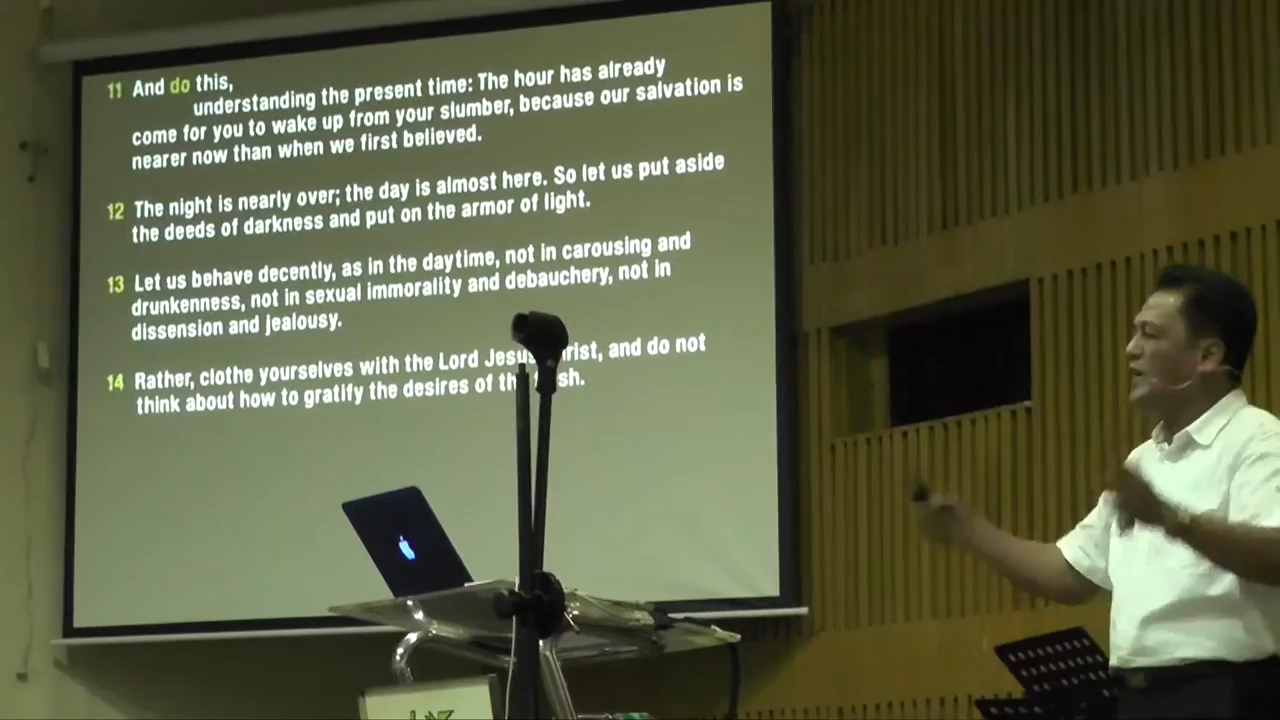 11 And do this,
understanding the present time: The hour has already
come for you to wake up from your slumber, because our salvation is
nearer now than when we first believed.
12 The night is nearly over; the day is almost here. So let us put aside
the deeds of darkness and put on the armor of light.
13 Let us behave decently, as in the daytime, not in carousing and
drunkenness, not in sexual immorality and debauchery, not in
dissension and jealousy.
14 Rather, clothe yourselves with the Lord Jesus and do not
think about how to gratify the desires of